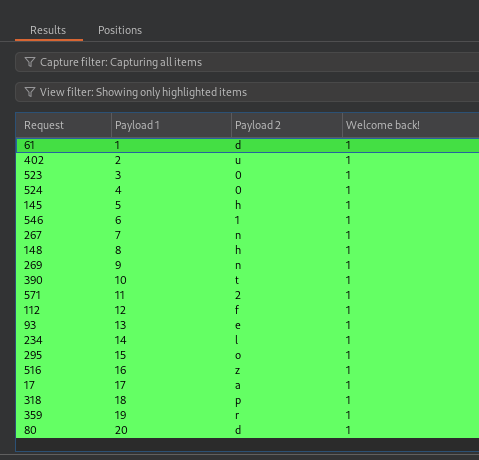 Results Positions
Capture filter: Capturing all items
View filter: Showing only highlighted items
Request Payload 1 Payload 2 Welcome back!
61 1 d 1
402 2 u 1
523 3 0 1
524 4 0 1
145 5 h 1
546 6 1 1
267 7 n 1
148 8 h 1
269 9 n 1
390 10 t 1
571 11 2 1
112 12 f 1
93 13 e 1
234 14 l 1
295 15 o 1
516 16 z 1
17 17 a 1
318 18 p 1
359 19 r 1
80 20 d 1